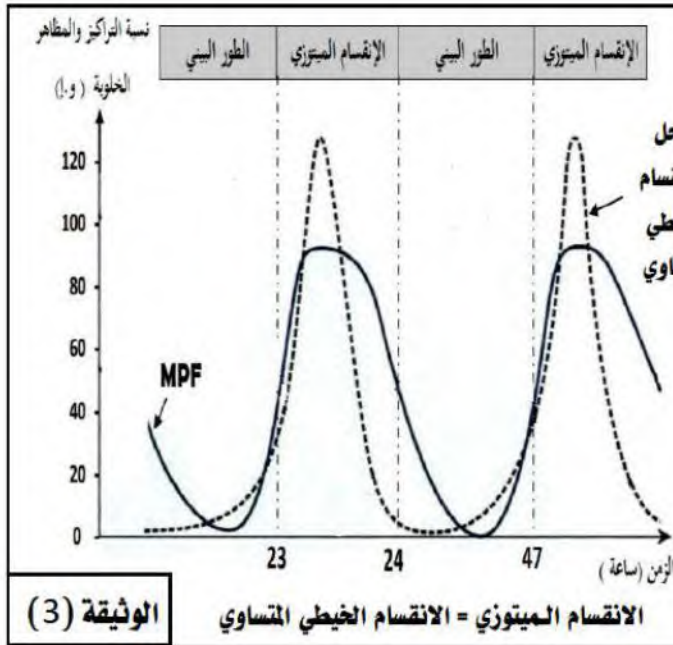 نسبة التراكيز والمظاهر
الخلوية (و.إ)
الطور البيني
الإنقسام الميتوزي
الطور البيني
الإنقسام الميتوزي
120
100
80
60
40
20
0
MPF
23
24
47
الزمن (ساعة)
الوثيقة (3)
الانقسام الميتوزي = الانقسام الخيطي المتساوي